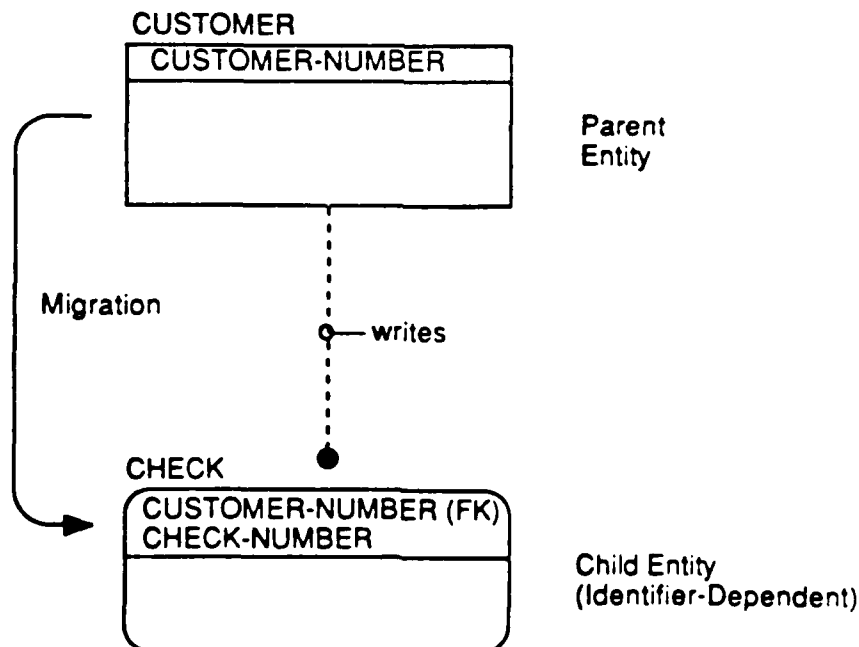 CUSTOMER
CUSTOMER-NUMBER
Parent
Entity
Migration
writes
CHECK
CUSTOMER-NUMBER (FK)
CHECK-NUMBER
Child Entity
(Identifier-Dependent)